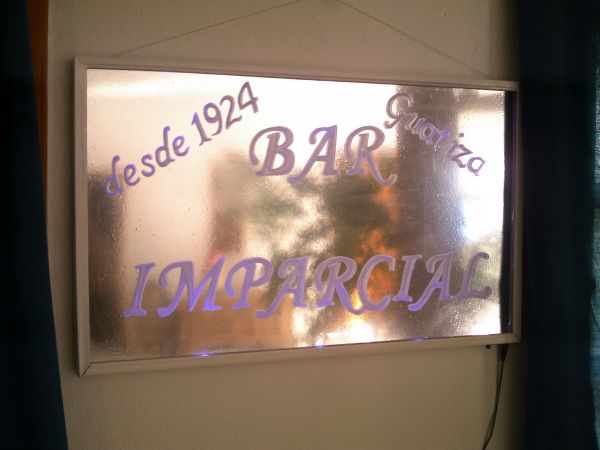 desde 1924
BAR
Guatiza
IMPARCIAL